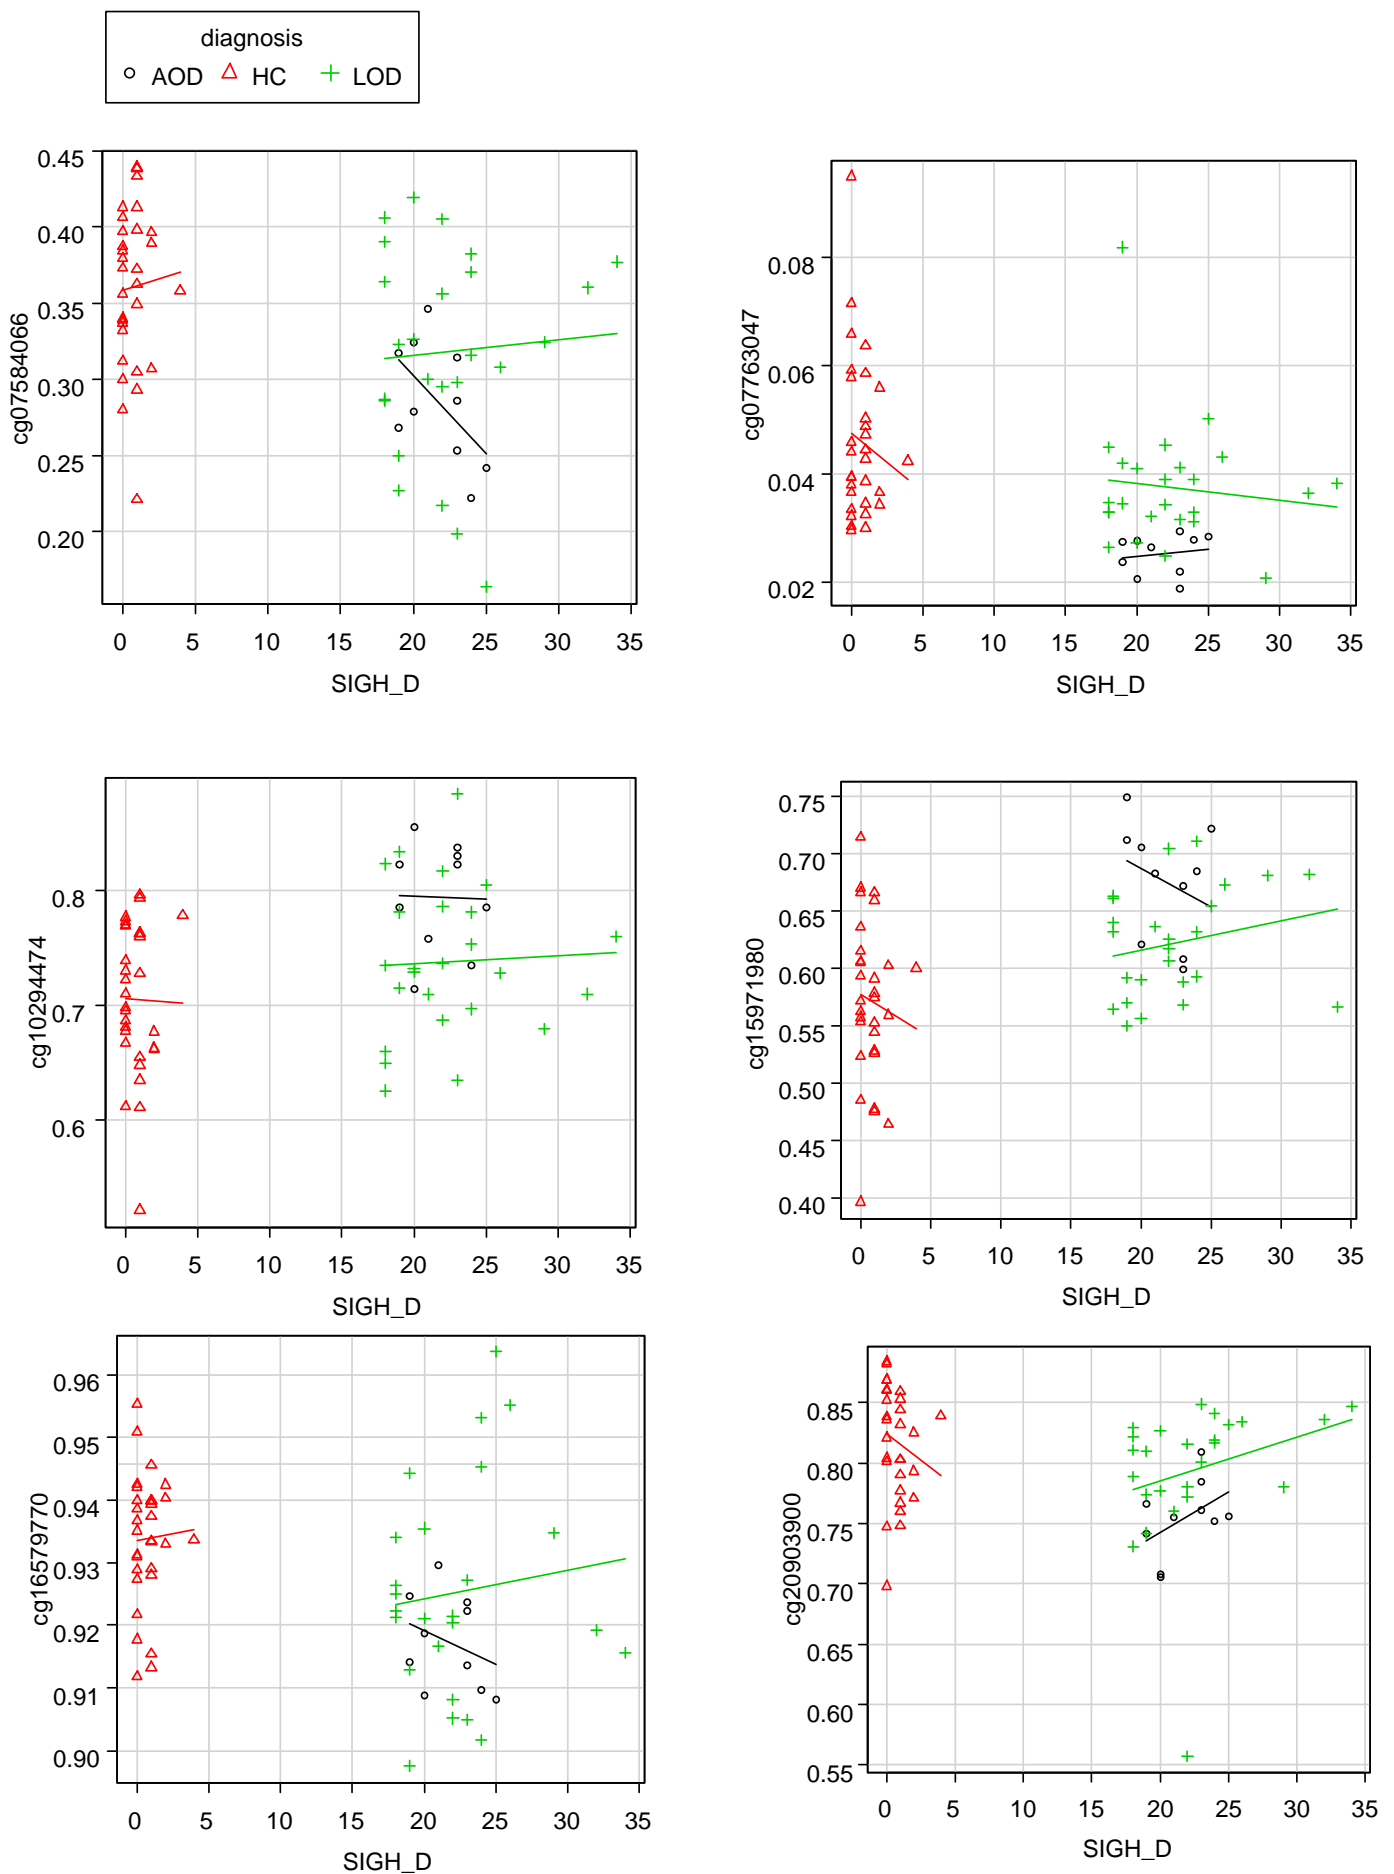 diagnosis
AOD HC LOD
cg07584066
0.45
0.40
0.35
0.30
0.25
0.20
0 5 10 15 20 25 30 35
SIGH_D
cg07763047
0.08
0.06
0.04
0.02
0 5 10 15 20 25 30 35
SIGH_D
cg10294474
0.8
0.7
0.6
0 5 10 15 20 25 30 35
SIGH_D
cg15971980
0.75
0.70
0.65
0.60
0.55
0.50
0.45
0.40
0 5 10 15 20 25 30 35
SIGH_D
cg16579770
0.96
0.95
0.94
0.93
0.92
0.91
0.90
0 5 10 15 20 25 30 35
SIGH_D
cg20903900
0.85
0.80
0.75
0.70
0.65
0.60
0.55
0 5 10 15 20 25 30 35
SIGH_D